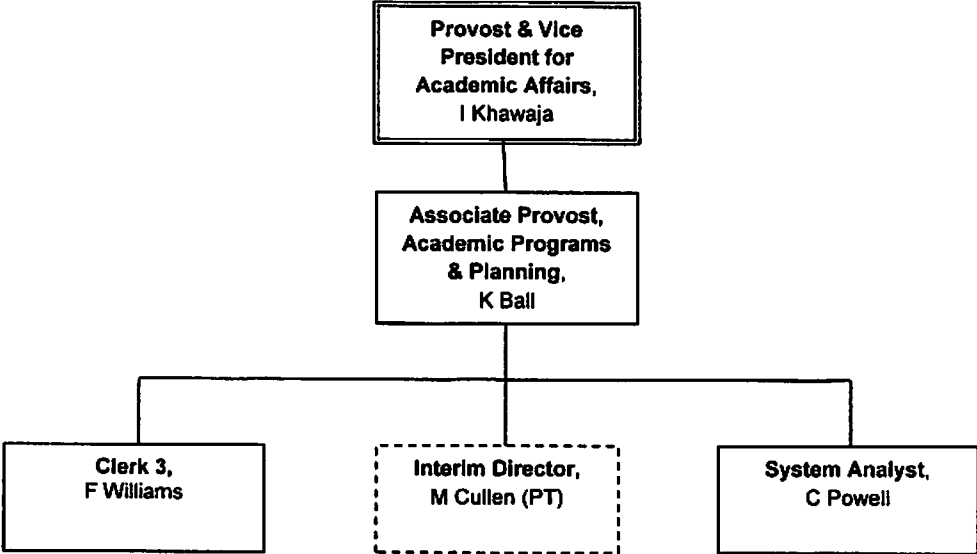 Provost & Vice
President for
Academic Affairs,
I Khawaja
Associate Provost,
Academic Programs
& Planning,
K Ball
Clerk 3,
F Williams
Interim Director,
M Cullen (PT)
System Analyst,
C Powell